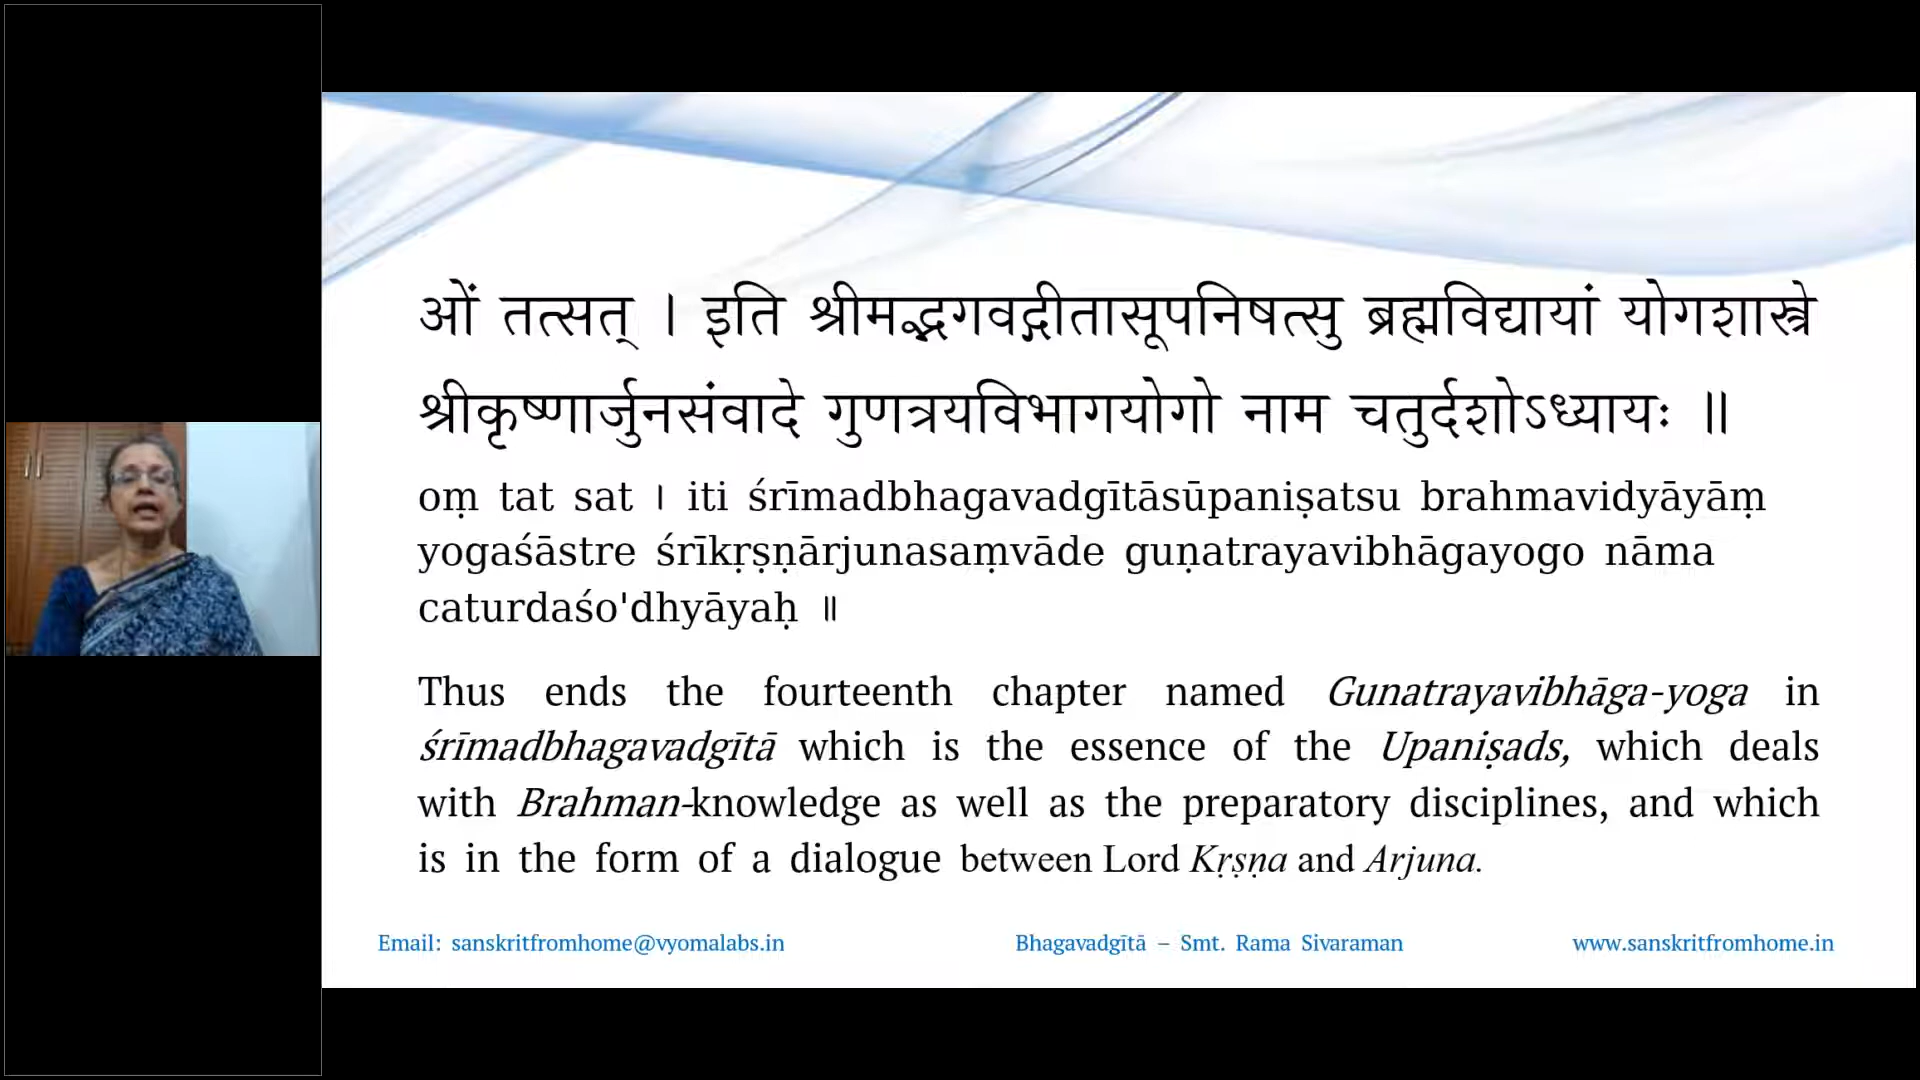 ओं तत्सत् । इति श्रीमद्भगवद्गीतासूपनिषत्सु ब्रह्मविद्यायां योगशास्त्रे
श्रीकृष्णार्जुनसंवादे गुणत्रयविभागयोगो नाम चतुर्दशोऽध्यायः ॥
oṃ tat sat । iti śrīmadbhagavadgītāsūpaniṣatsu brahmavidyāyāṃ
yogaśāstre śrīkṛṣṇārjunasaṃvāde guṇatrayavibhāgayogo nāma
caturdaśo'dhyāyaḥ ॥
Thus ends the fourteenth chapter named Gunatrayavibhāga-yoga in
śrīmadbhagavadgītā which is the essence of the Upaniṣads, which deals
with Brahman-knowledge as well as the preparatory disciplines, and which
is in the form of a dialogue between Lord Kṛṣṇa and Arjuna.
Email: sanskritfromhome@vyomalabs.in Bhagavadgītā – Smt. Rama Sivaraman www.sanskritfromhome.in